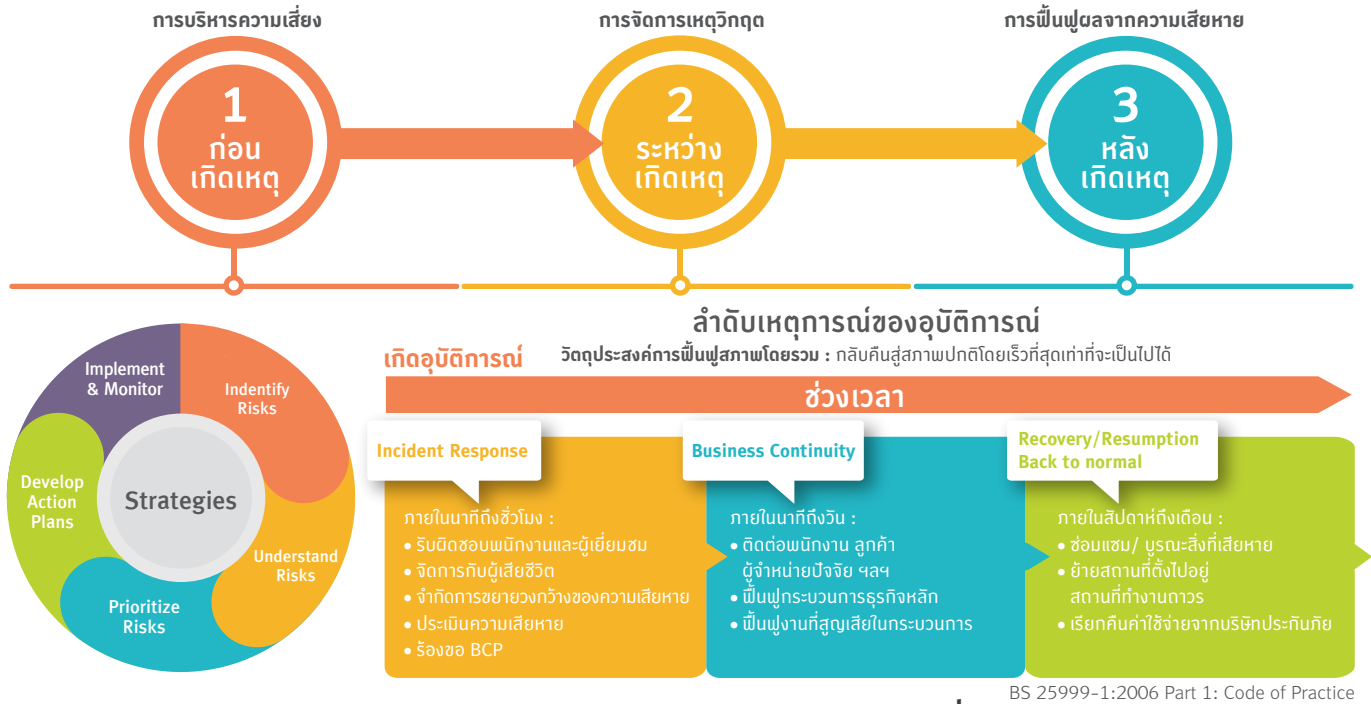 การบริหารความเสี่ยง
การจัดการเหตุวิกฤต
การฟื้นฟูผลจากความเสียหาย
1
ก่อน
เกิดเหตุ
2
ระหว่าง
เกิดเหตุ
3
หลัง
เกิดเหตุ
ลำดับเหตุการณ์ของอุบัติการณ์
เกิดอุบัติการณ์
วัตถุประสงค์การฟื้นฟูสภาพโดยรวม : กลับคืนสู่สภาพปกติโดยเร็วที่สุดเท่าที่จะเป็นไปได้
ช่วงเวลา
Implement
& Monitor
Indentify
Risks
Develop
Action
Plans
Strategies
Understand
Risks
Prioritize
Risks
Incident Response
ภายในนาทีถึงชั่วโมง :
• รับผิดชอบพนักงานและผู้เยี่ยมชม
• จัดการกับผู้เสียชีวิต
• จำกัดการขยายวงกว้างของความเสียหาย
• ประเมินความเสียหาย
• ร้องขอ BCP
Business Continuity
ภายในนาทีถึงวัน :
• ติดต่อพนักงาน ลูกค้า
ผู้จำหน่ายปัจจัย ฯลฯ
• ฟื้นฟูกระบวนการธุรกิจหลัก
• ฟื้นฟูงานที่สูญเสียในกระบวนการ
Recovery/Resumption
Back to normal
ภายในสัปดาห์ถึงเดือน :
• ซ่อมแซม/ บูรณะสิ่งที่เสียหาย
• ย้ายสถานที่ตั้งไปอยู่
สถานที่ทำงานถาวร
• เรียกคืนค่าใช้จ่ายจากบริษัทประกันภัย
BS 25999-1:2006 Part 1: Code of Practice